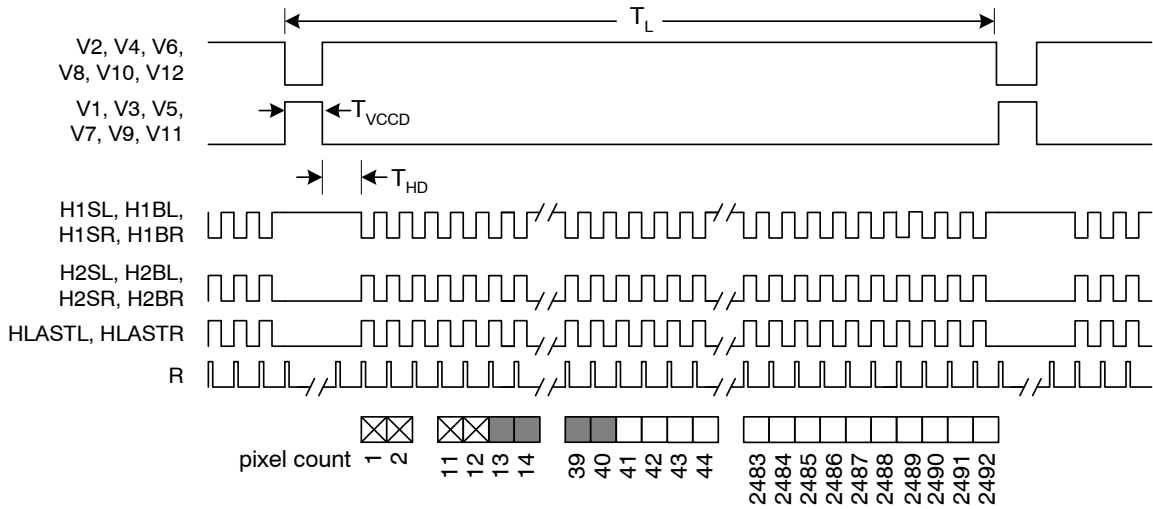 T_L
V2, V4, V6,
V8, V10, V12
V1, V3, V5,
V7, V9, V11
T_VCCD
T_HD
H1SL, H1BL,
H1SR, H1BR
H2SL, H2BL,
H2SR, H2BR
HLASTL, HLASTR
R
pixel count 1 2 11 12 13 14 39 40 41 42 43 44 2483 2484 2485 2486 2487 2488 2489 2490 2491 2492